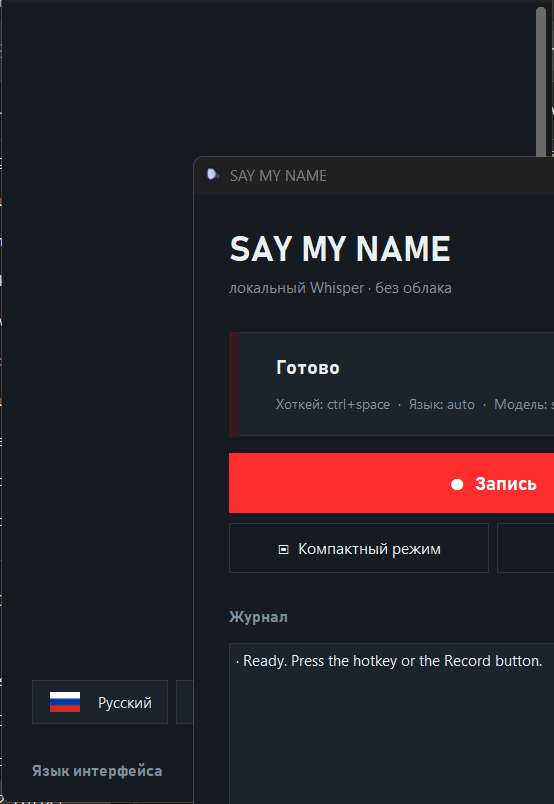 SAY MY NAME
SAY MY NAME
локальный Whisper · без облака
Готово
Хоткей: ctrl+space · Язык: auto · Модель:
Запись
Компактный режим
Журнал
· Ready. Press the hotkey or the Record button.
Русский
Язык интерфейса